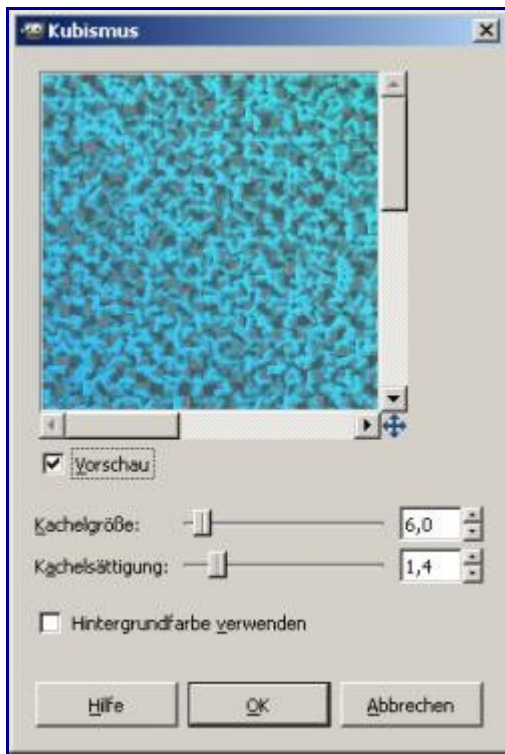 Kubismus
Vorschau
Kachelgröße: 6,0
Kachelsättigung: 1,4
Hintergrundfarbe verwenden
Hilfe OK Abbrechen